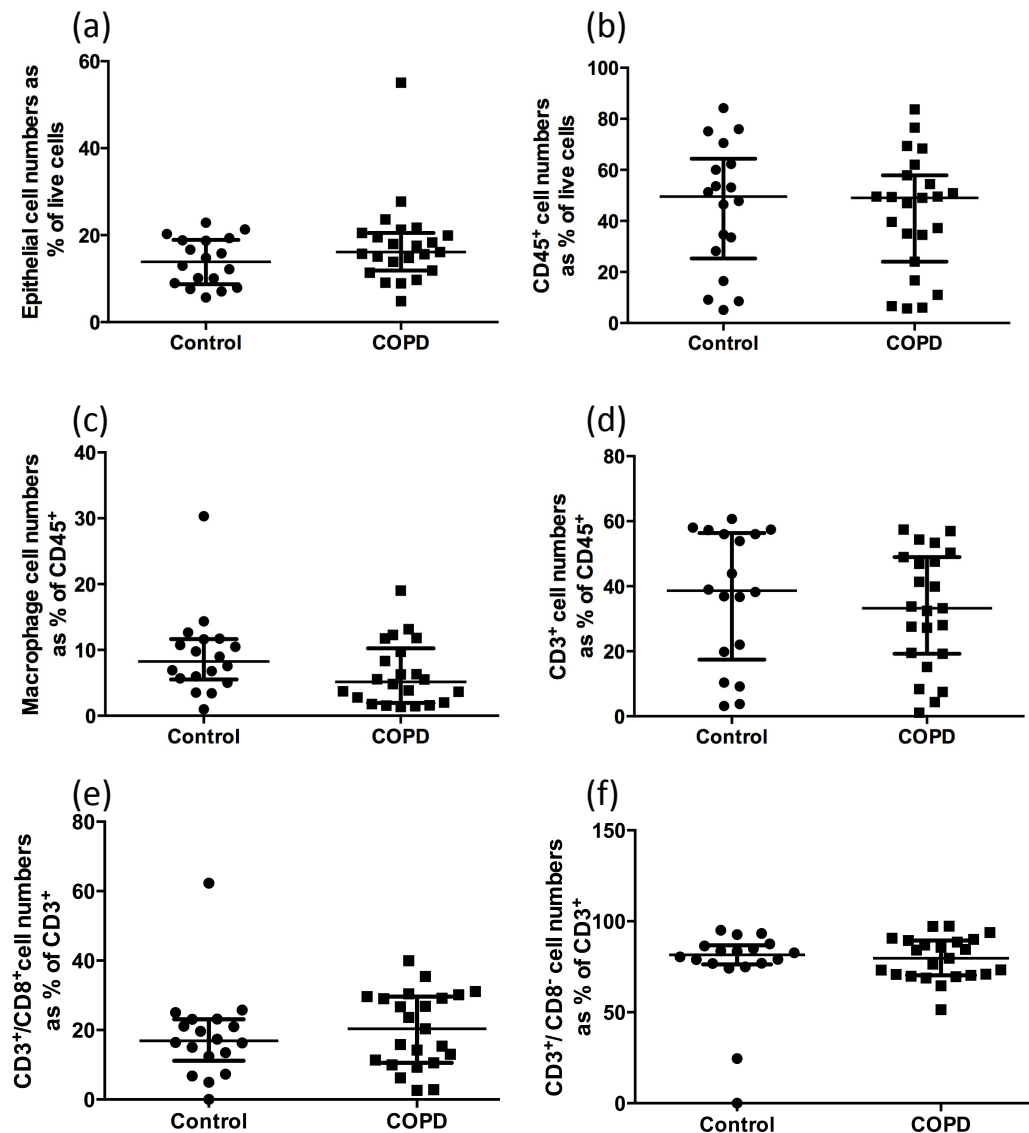 (a)
Epithelial cell numbers as
% of live cells
60
40
20
0
Control
COPD
(b)
CD45⁺ cell numbers
as % of live cells
100
80
60
40
20
0
Control
COPD
(c)
Macrophage cell numbers
as % of CD45⁺
40
30
20
10
0
Control
COPD
(d)
CD3⁺ cell numbers
as % of CD45⁺
80
60
40
20
0
Control
COPD
(e)
CD3⁺/CD8⁺cell numbers
as % of CD3⁺
80
60
40
20
0
Control
COPD
(f)
CD3⁺/ CD8⁻ cell numbers
as % of CD3⁺
150
100
50
0
Control
COPD